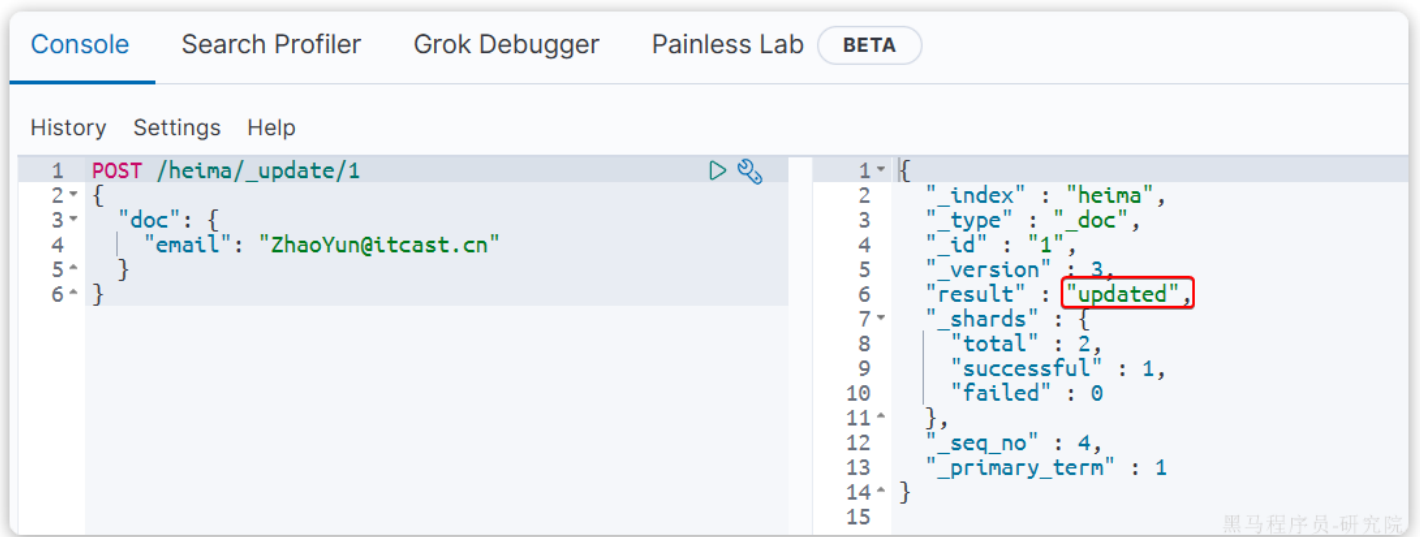 Console Search Profiler Grok Debugger Painless Lab BETA
History Settings Help
1 POST /heima/_update/1
2 {
3 "doc": {
4 "email": "ZhaoYun@itcast.cn"
5 }
6 }
1 {
2 "_index" : "heima",
3 "_type" : "_doc",
4 "_id" : "1",
5 "_version" : 3,
6 "result" : "updated",
7 "_shards" : {
8 "total" : 2,
9 "successful" : 1,
10 "failed" : 0
11 },
12 "_seq_no" : 4,
13 "_primary_term" : 1
14 }
15
黑马程序员-研究院